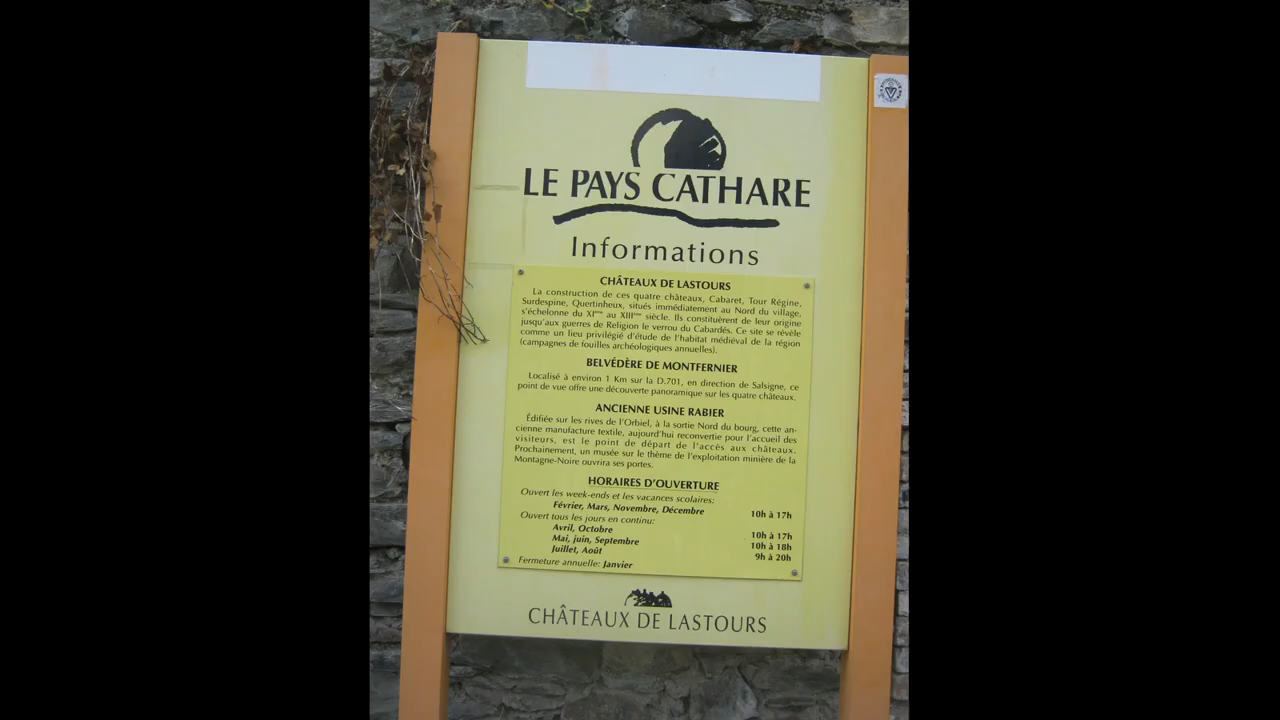 LE PAYS CATHARE
Informations
CHÂTEAUX DE LASTOURS
La construction de ces quatre châteaux, Cabaret, Tour Régine,
Surdespine, Quertinheux, situés immédiatement au Nord du village,
s'échelonne du XIème au XIIIème siècle. Ils constituèrent de leur origine
jusqu'aux guerres de Religion le verrou du Cabardès. Ce site se révèle
comme un lieu privilégié d'étude de l'habitat médiéval de la région
(campagnes de fouilles archéologiques annuelles).
BELVÉDÈRE DE MONTFERNIER
Localisé à environ 1 Km sur la D.701, en direction de Salsigne, ce
point de vue offre une découverte panoramique sur les quatre châteaux.
ANCIENNE USINE RABIER
Édifiée sur les rives de l'Orbiel, à la sortie Nord du bourg, cette an-
cienne manufacture textile, aujourd'hui reconvertie pour l'accueil des
visiteurs, est le point de départ de l'accès aux châteaux.
Prochainement, un musée sur le thème de l'exploitation minière de la
Montagne-Noire ouvrira ses portes.
HORAIRES D'OUVERTURE
Ouvert les week-ends et les vacances scolaires:
Février, Mars, Novembre, Décembre 10h à 17h
Ouvert tous les jours en continu:
Avril, Octobre 10h à 17h
Mai, juin, Septembre 10h à 18h
Juillet, Août 9h à 20h
Fermeture annuelle: Janvier
CHÂTEAUX DE LASTOURS